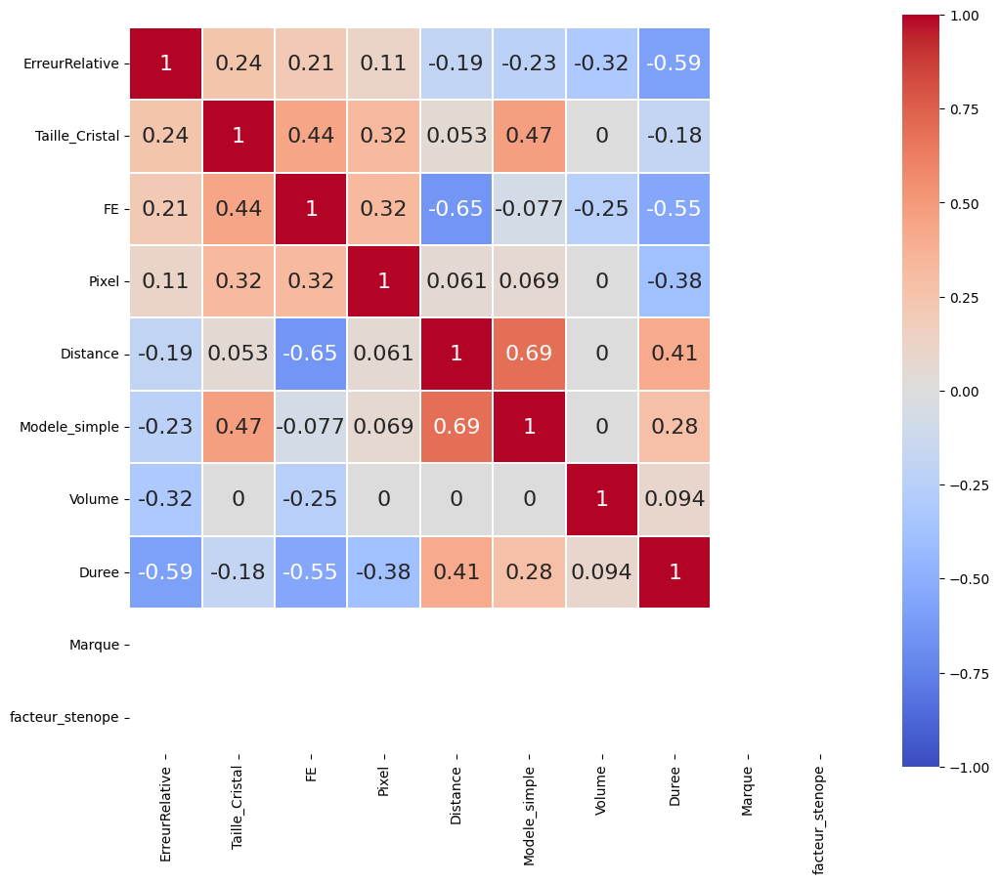 ErreurRelative 1 0.24 0.21 0.11 -0.19 -0.23 -0.32 -0.59
Taille_Cristal 0.24 1 0.44 0.32 0.053 0.47 0 -0.18
FE 0.21 0.44 1 0.32 -0.65 -0.077 -0.25 -0.55
Pixel 0.11 0.32 0.32 1 0.061 0.069 0 -0.38
Distance -0.19 0.053 -0.65 0.061 1 0.69 0 0.41
Modele_simple -0.23 0.47 -0.077 0.069 0.69 1 0 0.28
Volume -0.32 0 -0.25 0 0 0 1 0.094
Duree -0.59 -0.18 -0.55 -0.38 0.41 0.28 0.094 1
Marque
facteur_stenope
ErreurRelative
Taille_Cristal
FE
Pixel
Distance
Modele_simple
Volume
Duree
Marque
facteur_stenope
1.00
0.75
0.50
0.25
0.00
−0.25
−0.50
−0.75
−1.00